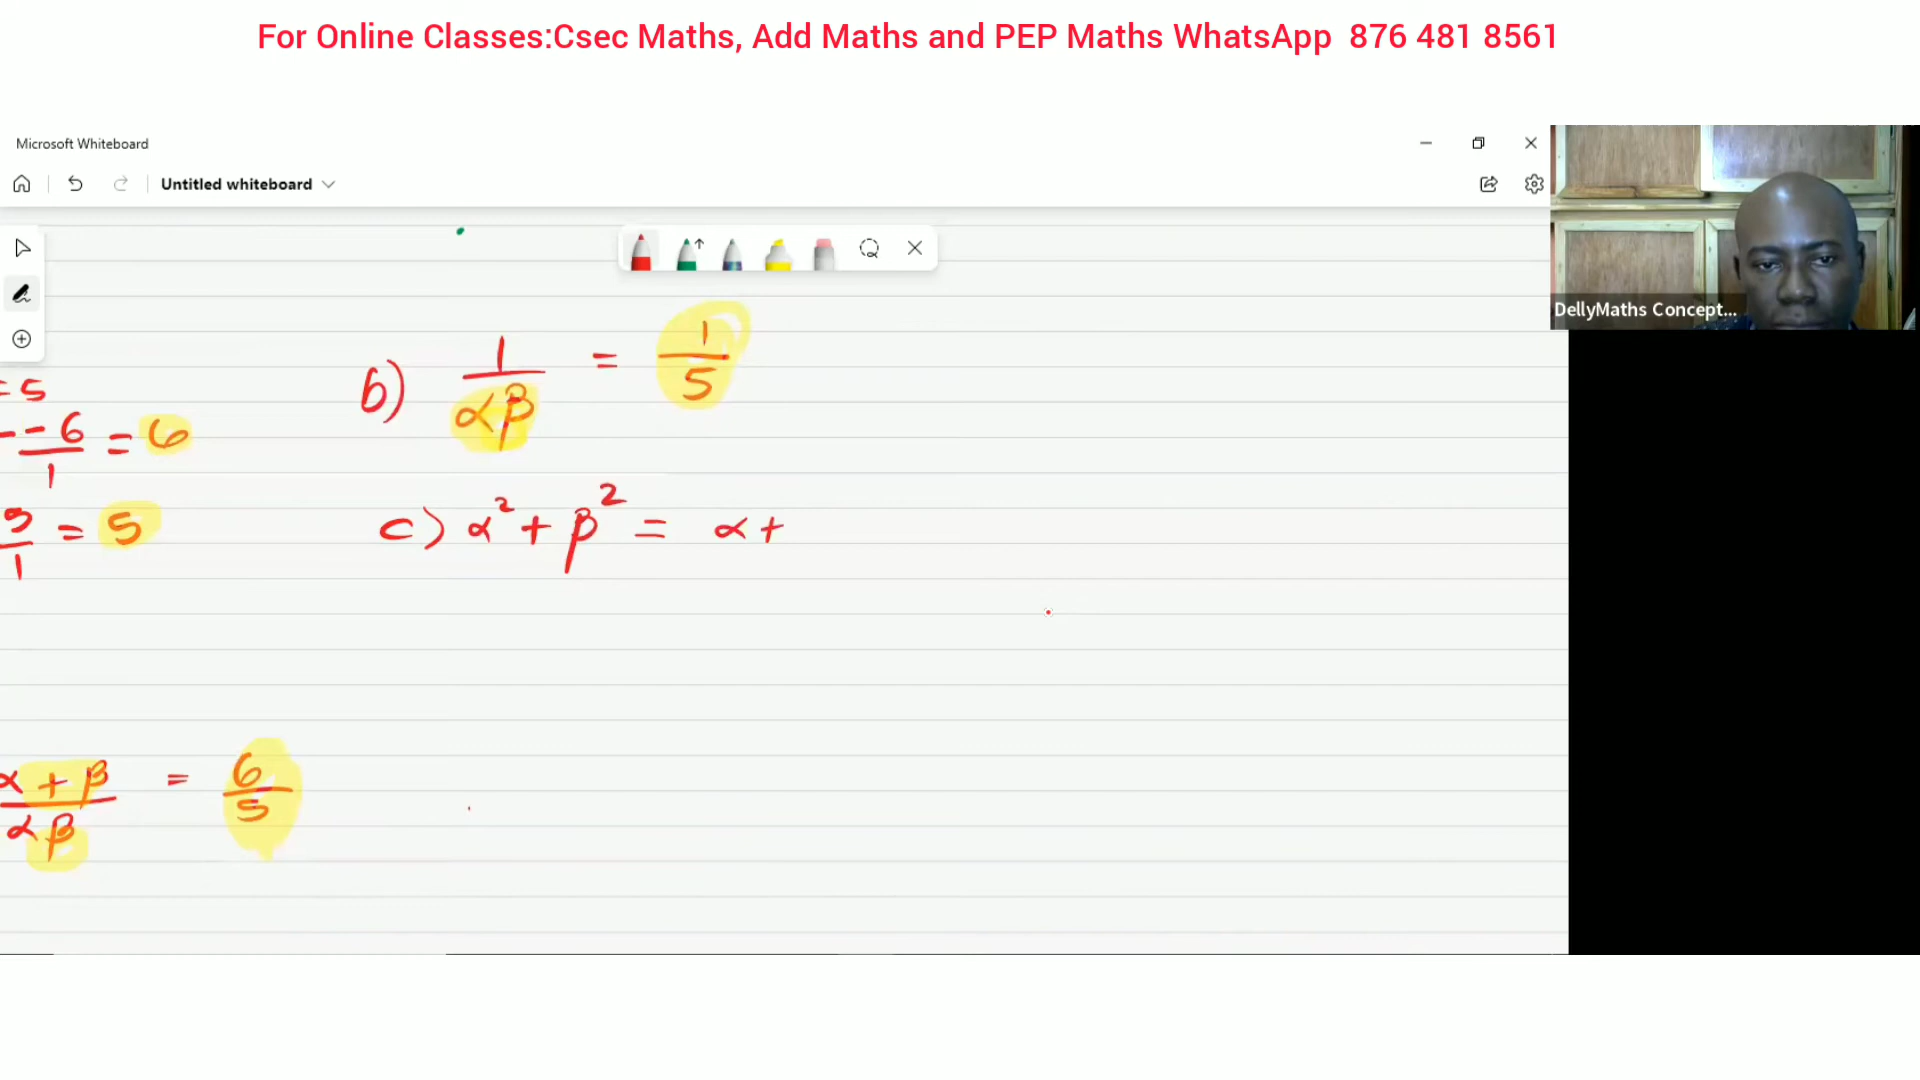 For Online Classes:Csec Maths, Add Maths and PEP Maths WhatsApp 876 481 8561
Microsoft Whiteboard
Untitled whiteboard
DellyMaths Concept...
= 5
- -6/1 = 6
5/1 = 5
b) 1/αβ = 1/5
c) α² + β² = α +
α + β/αβ = 6/5